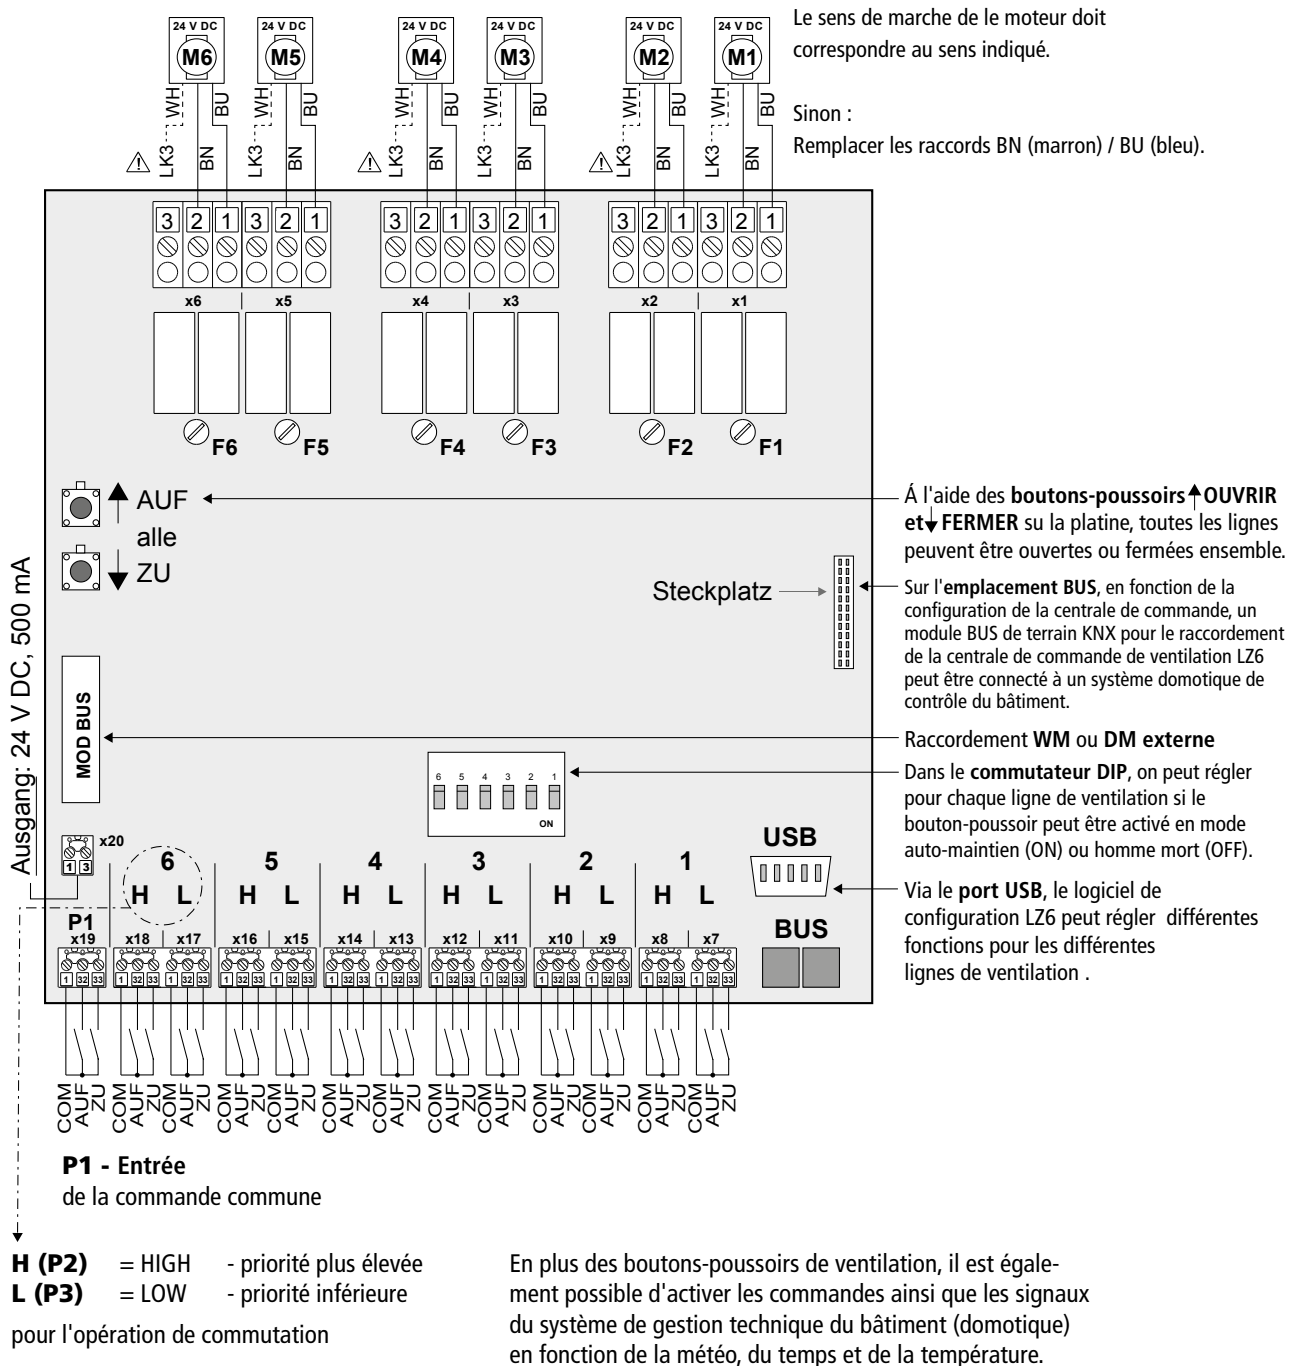 Le sens de marche de le moteur doit
correspondre au sens indiqué.
Sinon :
Remplacer les raccords BN (marron) / BU (bleu).
24 V DC 24 V DC 24 V DC 24 V DC 24 V DC 24 V DC
M6 M5 M4 M3 M2 M1
WH BU WH BU WH BU WH BU WH BU WH BU
LK3 BN LK3 BN LK3 BN LK3 BN LK3 BN LK3 BN
3 2 1 3 2 1 3 2 1 3 2 1 3 2 1 3 2 1
x6 x5 x4 x3 x2 x1
F6 F5 F4 F3 F2 F1
AUF
alle
ZU
Á l'aide des boutons-poussoirs ↑ OUVRIR
et ↓ FERMER su la platine, toutes les lignes
peuvent être ouvertes ou fermées ensemble.
Steckplatz
Sur l'emplacement BUS, en fonction de la
configuration de la centrale de commande, un
module BUS de terrain KNX pour le raccordement
de la centrale de commande de ventilation LZ6
peut être connecté à un système domotique de
contrôle du bâtiment.
Ausgang: 24 V DC, 500 mA
MOD BUS
Raccordement WM ou DM externe
6 5 4 3 2 1
ON
Dans le commutateur DIP, on peut régler
pour chaque ligne de ventilation si le
bouton-poussoir peut être activé en mode
auto-maintien (ON) ou homme mort (OFF).
x20
1 3
USB
Via le port USB, le logiciel de
configuration LZ6 peut régler différentes
fonctions pour les différentes
lignes de ventilation .
BUS
6 5 4 3 2 1
H L H L H L H L H L H L
P1
x19 x18 x17 x16 x15 x14 x13 x12 x11 x10 x9 x8 x7
1 32 33 1 32 33 1 32 33 1 32 33 1 32 33 1 32 33 1 32 33 1 32 33 1 32 33 1 32 33 1 32 33 1 32 33 1 32 33
COM AUF ZU COM AUF ZU COM AUF ZU COM AUF ZU COM AUF ZU COM AUF ZU COM AUF ZU COM AUF ZU COM AUF ZU COM AUF ZU COM AUF ZU COM AUF ZU COM AUF ZU
P1 - Entrée
de la commande commune
H (P2) = HIGH - priorité plus élevée
L (P3) = LOW - priorité inférieure
pour l'opération de commutation
En plus des boutons-poussoirs de ventilation, il est égale-
ment possible d'activer les commandes ainsi que les signaux
du système de gestion technique du bâtiment (domotique)
en fonction de la météo, du temps et de la température.